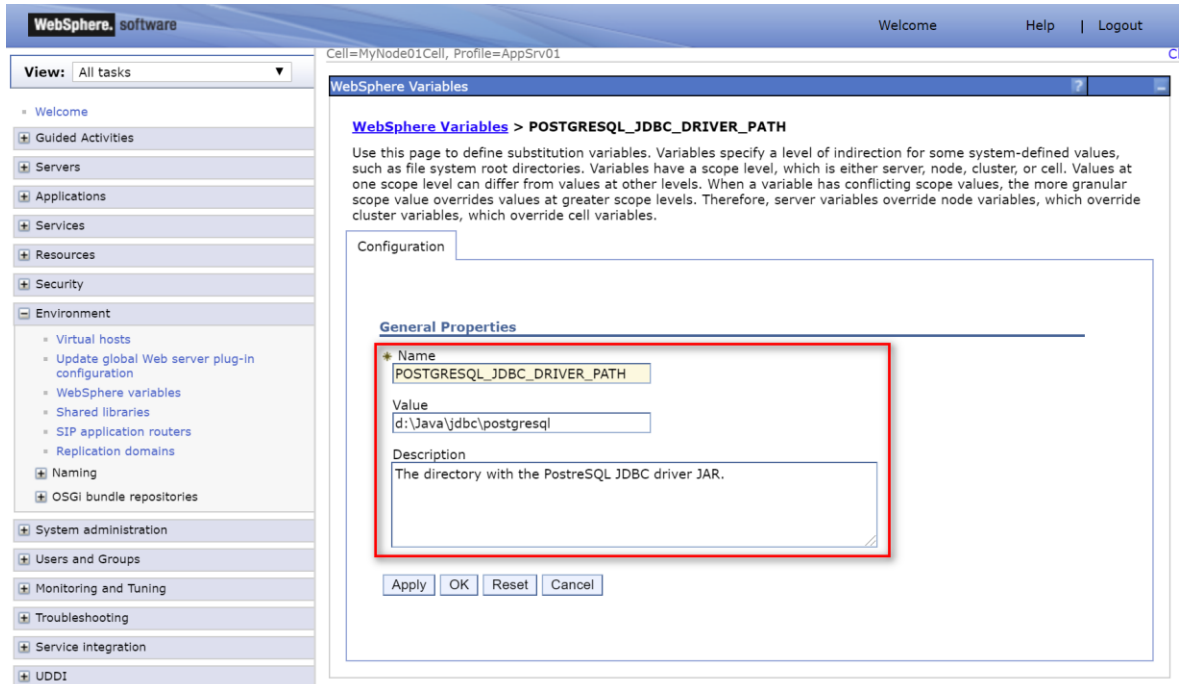 WebSphere. software
Welcome Help | Logout
Cell=MyNode01Cell, Profile=AppSrv01
View: All tasks
Welcome
Guided Activities
Servers
Applications
Services
Resources
Security
Environment
Virtual hosts
Update global Web server plug-in
configuration
WebSphere variables
Shared libraries
SIP application routers
Replication domains
Naming
OSGi bundle repositories
System administration
Users and Groups
Monitoring and Tuning
Troubleshooting
Service integration
UDDI
WebSphere Variables ? -
WebSphere Variables > POSTGRESQL_JDBC_DRIVER_PATH
Use this page to define substitution variables. Variables specify a level of indirection for some system-defined values,
such as file system root directories. Variables have a scope level, which is either server, node, cluster, or cell. Values at
one scope level can differ from values at other levels. When a variable has conflicting scope values, the more granular
scope value overrides values at greater scope levels. Therefore, server variables override node variables, which override
cluster variables, which override cell variables.
Configuration
General Properties
Name
POSTGRESQL_JDBC_DRIVER_PATH
Value
d:\Java\jdbc\postgresql
Description
The directory with the PostreSQL JDBC driver JAR.
Apply OK Reset Cancel